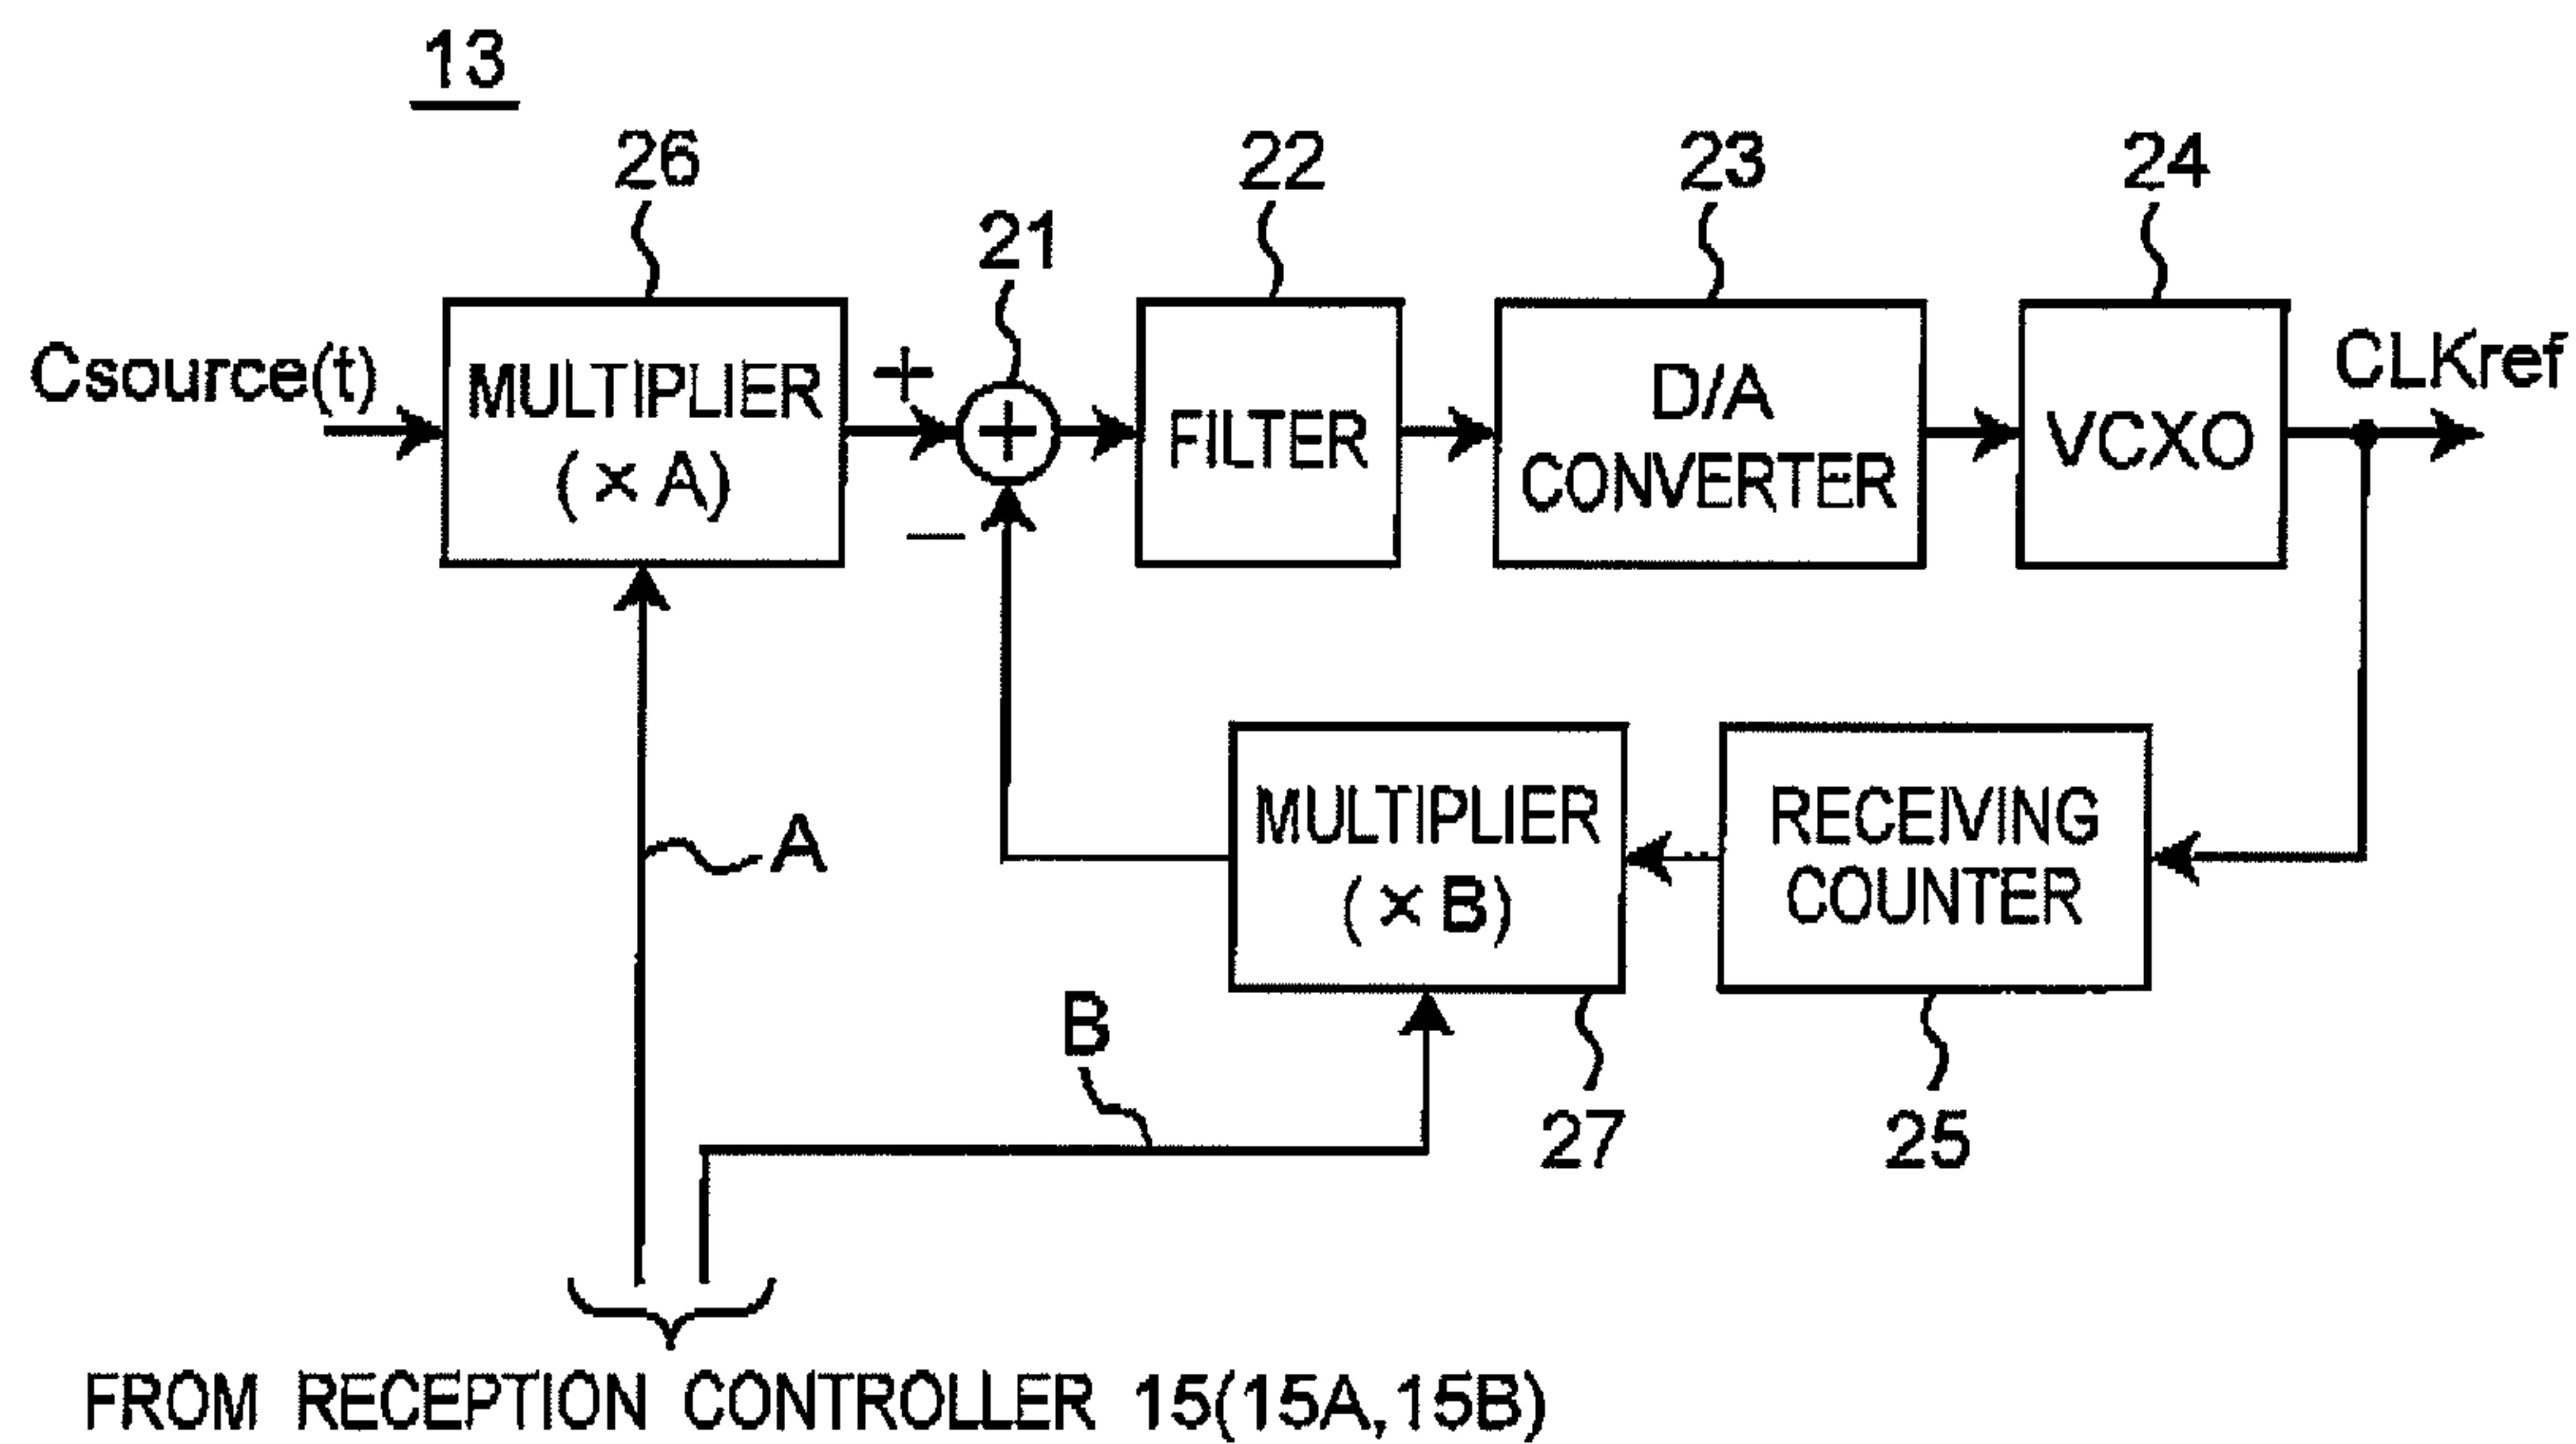 13
26
21
22
23
24
Csource(t)
MULTIPLIER
(×A)
+
+
−
FILTER
D/A
CONVERTER
VCXO
CLKref
A
MULTIPLIER
(×B)
RECEIVING
COUNTER
B
27
25
FROM RECEPTION CONTROLLER 15(15A,15B)